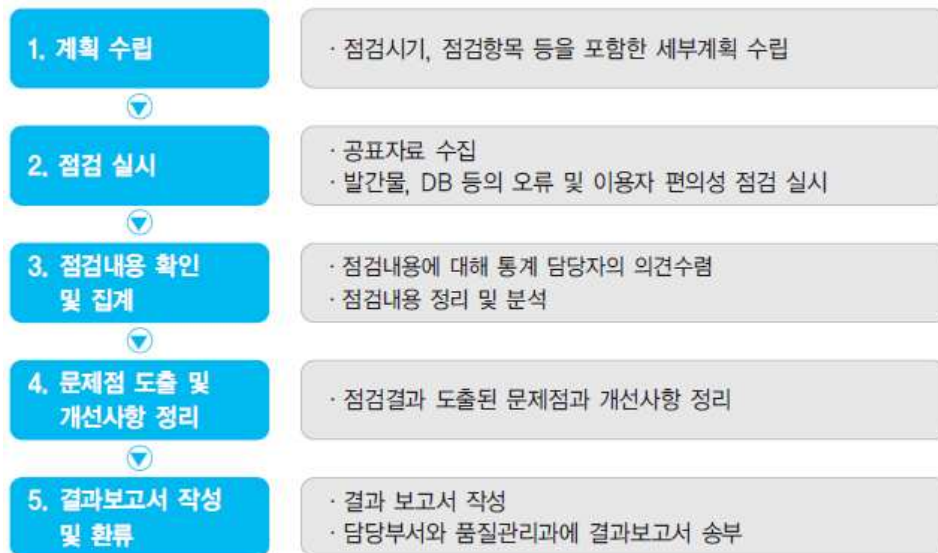 1. 계획 수립
· 점검시기, 점검항목 등을 포함한 세부계획 수립
2. 점검 실시
· 공표자료 수집
· 발간물, DB 등의 오류 및 이용자 편의성 점검 실시
3. 점검내용 확인
및 집계
· 점검내용에 대해 통계 담당자의 의견수렴
· 점검내용 정리 및 분석
4. 문제점 도출 및
개선사항 정리
· 점검결과 도출된 문제점과 개선사항 정리
5. 결과보고서 작성
및 환류
· 결과 보고서 작성
· 담당부서와 품질관리과에 결과보고서 송부